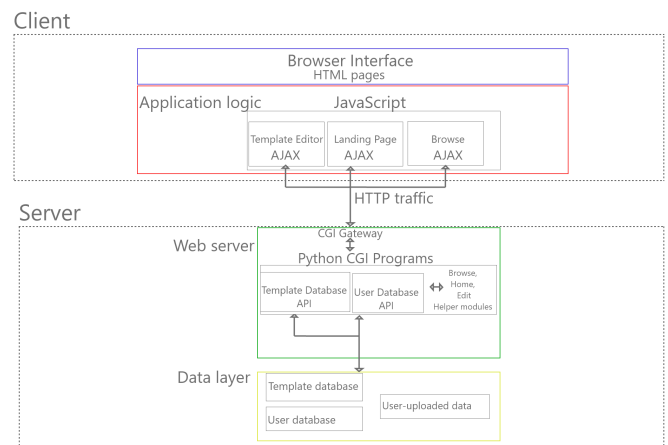 Client
Browser Interface
HTML pages
Application logic
JavaScript
Template Editor
AJAX
Landing Page
AJAX
Browse
AJAX
HTTP traffic
Server
Web server
CGI Gateway
Python CGI Programs
Template Database
API
User Database
API
Browse,
Home,
Edit
Helper modules
Data layer
Template database
User database
User-uploaded data